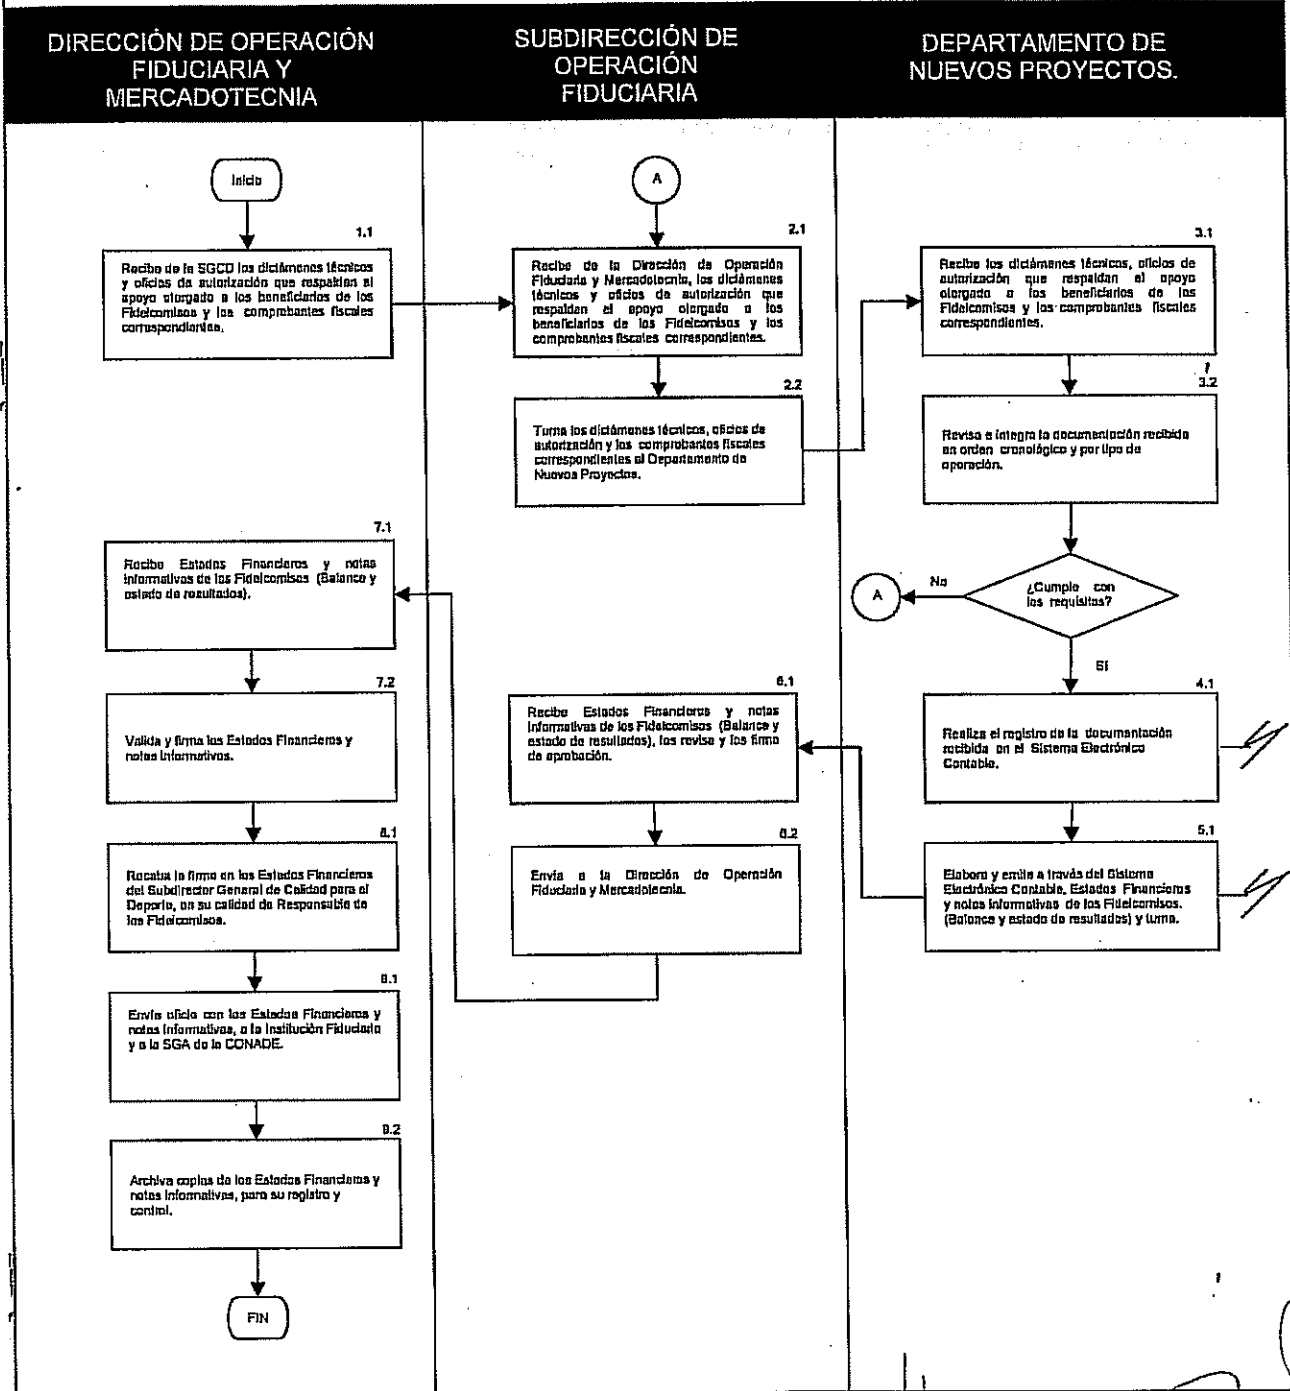 DIRECCIÓN DE OPERACIÓN
FIDUCIARIA Y
MERCADOTECNIA
SUBDIRECCIÓN DE
OPERACIÓN
FIDUCIARIA
DEPARTAMENTO DE
NUEVOS PROYECTOS.
Inicio
1.1
Recibe de la SGCD los dictámenes técnicos
y oficios de autorización que respaldan el
apoyo otorgado a los beneficiarios de los
Fideicomisos y los comprobantes fiscales
correspondientes.
A
2.1
Recibe de la Dirección de Operación
Fiduciaria y Mercadotecnia, los dictámenes
técnicos y oficios de autorización que
respaldan el apoyo otorgado a los
beneficiarios de los Fideicomisos y los
comprobantes fiscales correspondientes.
2.2
Turna los dictámenes técnicos, oficios de
autorización y los comprobantes fiscales
correspondientes al Departamento de
Nuevos Proyectos.
3.1
Recibe los dictámenes técnicos, oficios de
autorización que respaldan el apoyo
otorgado a los beneficiarios de los
Fideicomisos y los comprobantes fiscales
correspondientes.
3.2
Revisa e integra la documentación recibida
en orden cronológico y por tipo de
operación.
¿Cumple con
los requisitos?
No
A
SI
4.1
Realiza el registro de la documentación
recibida en el Sistema Electrónico
Contable.
5.1
Elabora y emite a través del Sistema
Electrónico Contable, Estados Financieros
y notas informativas de los Fideicomisos.
(Balance y estado de resultados) y turna.
6.1
Recibe Estados Financieros y notas
informativas de los Fideicomisos (Balance y
estado de resultados), los revisa y los firma
de aprobación.
6.2
Envía a la Dirección de Operación
Fiduciaria y Mercadotecnia.
7.1
Recibe Estados Financieros y notas
informativas de los Fideicomisos (Balance y
estado de resultados).
7.2
Valida y firma los Estados Financieros y
notas informativas.
8.1
Recaba la firma en los Estados Financieros
del Subdirector General de Calidad para el
Deporte, en su calidad de Responsable de
los Fideicomisos.
9.1
Envía oficio con los Estados Financieros y
notas informativas, a la Institución Fiduciaria
y a la SGA de la CONADE.
9.2
Archiva copias de los Estados Financieros y
notas informativas, para su registro y
control.
FIN